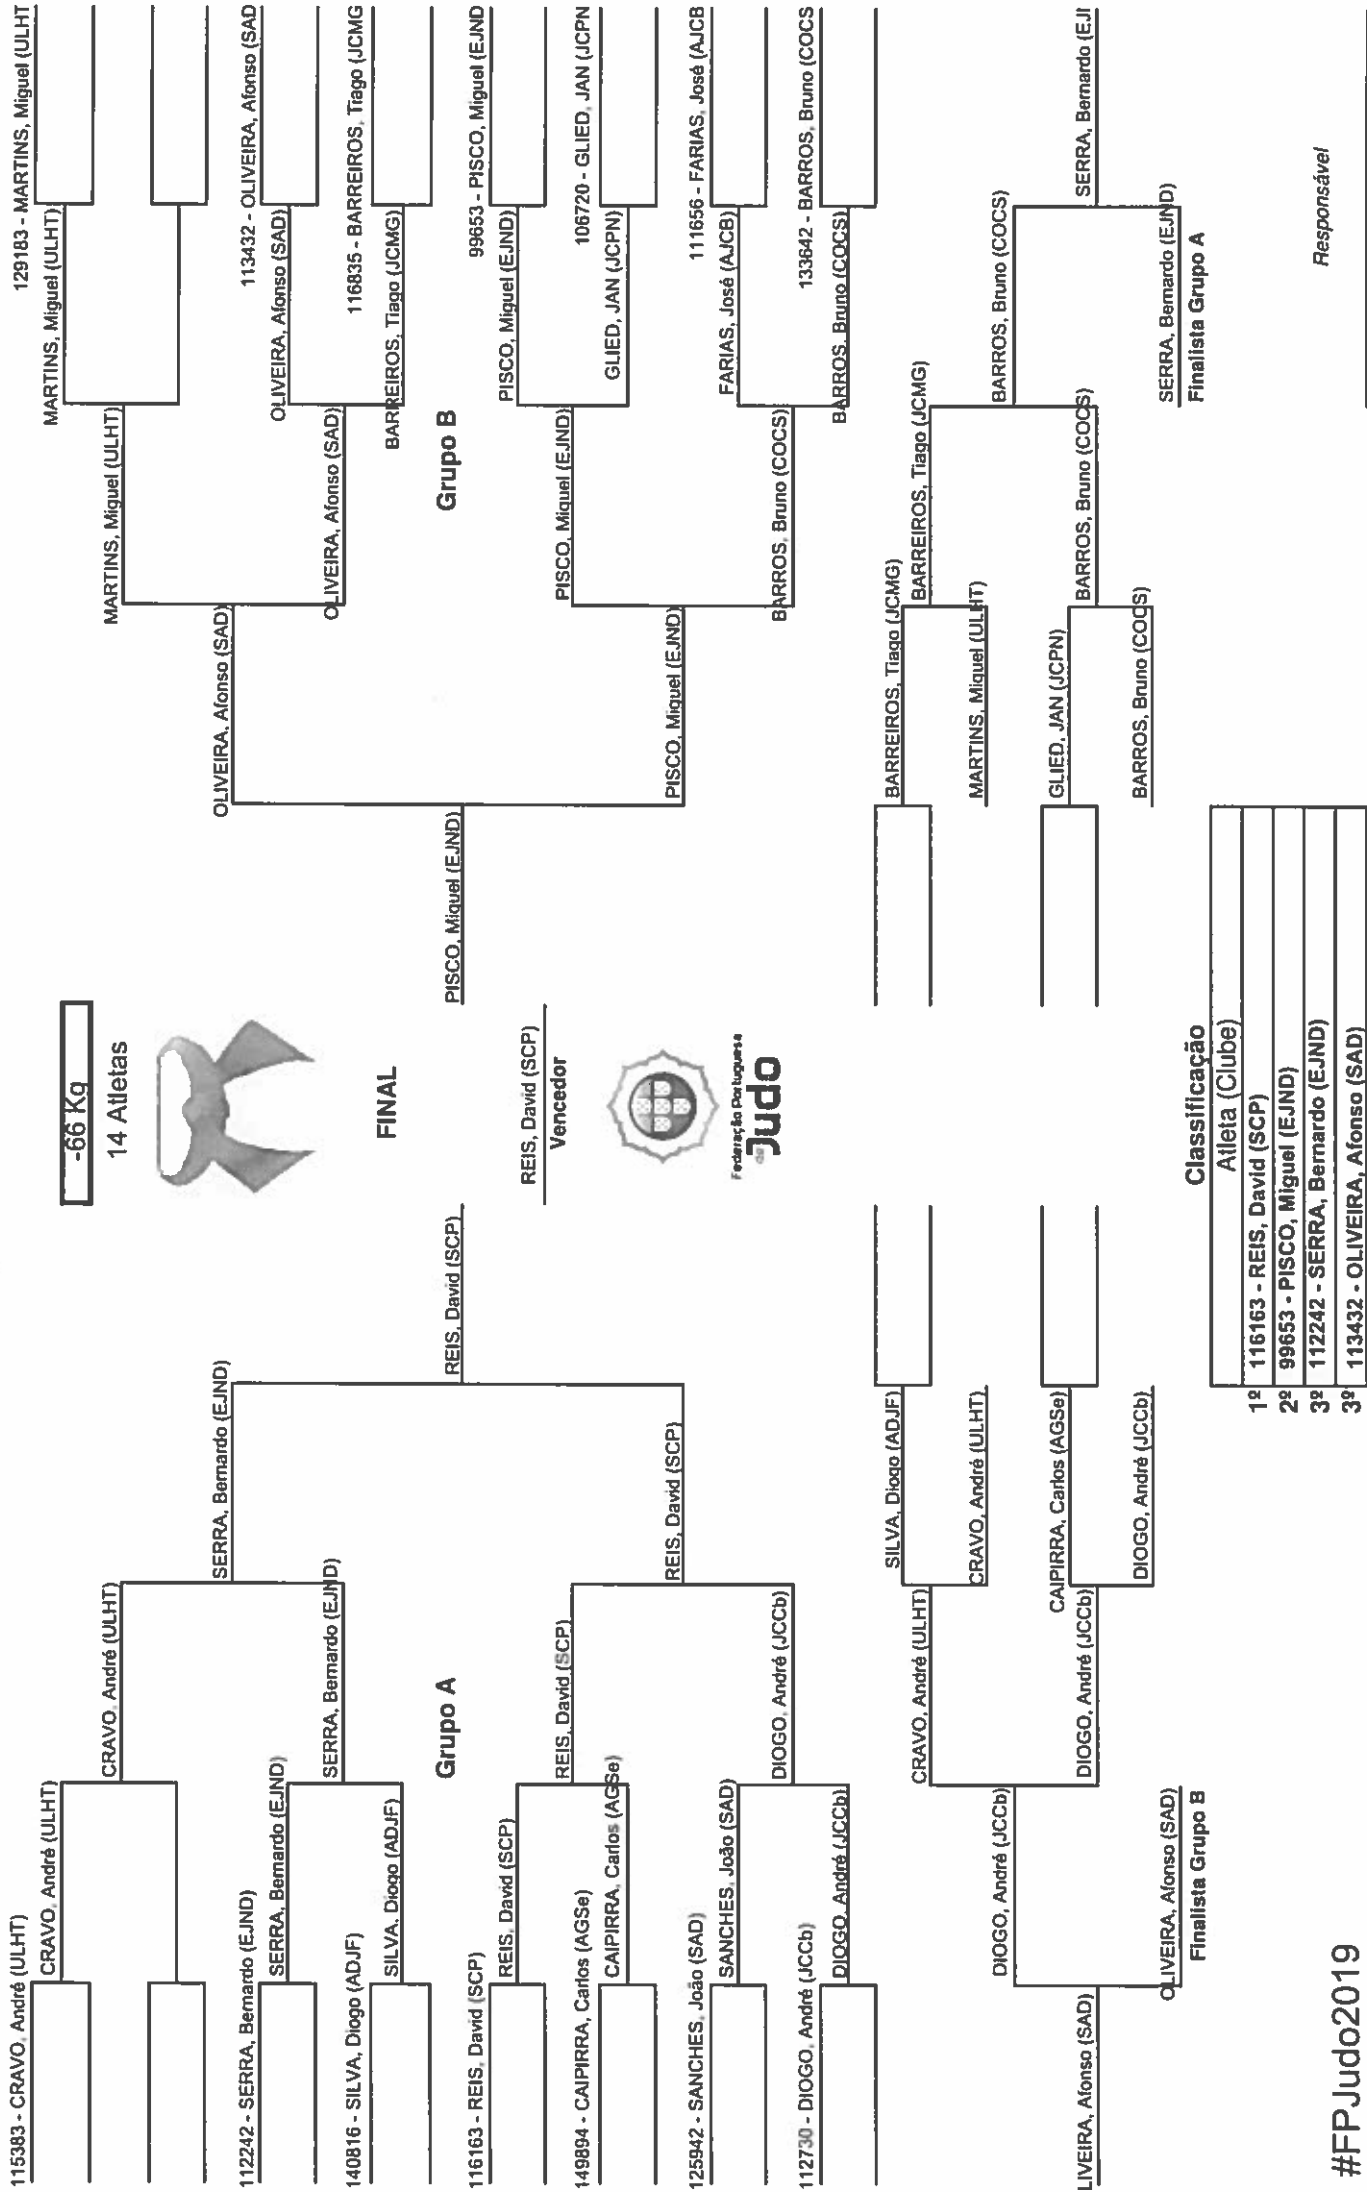 -66 Kg
14 Atletas
FINAL
REIS, David (SCP)
Vencedor
Federação Portuguesa
de Judo
115383 - CRAVO, André (ULHT)
CRAVO, André (ULHT)
CRAVO, André (ULHT)
112242 - SERRA, Bernardo (EJND)
SERRA, Bernardo (EJND)
SERRA, Bernardo (EJND)
SERRA, Bernardo (EJND)
140816 - SILVA, Diogo (ADJF)
SILVA, Diogo (ADJF)
Grupo A
REIS, David (SCP)
116163 - REIS, David (SCP)
REIS, David (SCP)
REIS, David (SCP)
REIS, David (SCP)
149894 - CAIPIRRA, Carlos (AGSe)
CAIPIRRA, Carlos (AGSe)
125942 - SANCHES, João (SAD)
SANCHES, João (SAD)
DIOGO, André (JCCb)
112730 - DIOGO, André (JCCb)
DIOGO, André (JCCb)
129183 - MARTINS, Miguel (ULHT
MARTINS, Miguel (ULHT)
MARTINS, Miguel (ULHT)
OLIVEIRA, Afonso (SAD)
113432 - OLIVEIRA, Afonso (SAD
OLIVEIRA, Afonso (SAD)
OLIVEIRA, Afonso (SAD)
116835 - BARREIROS, Tiago (JCMG
BARREIROS, Tiago (JCMG)
Grupo B
PISCO, Miguel (EJND)
99653 - PISCO, Miguel (EJND
PISCO, Miguel (EJND)
PISCO, Miguel (EJND)
PISCO, Miguel (EJND)
106720 - GLIED, JAN (JCPN
GLIED, JAN (JCPN)
111656 - FARIAS, José (AJCB
FARIAS, José (AJCB)
BARROS, Bruno (COCS)
133642 - BARROS, Bruno (COCS
BARROS, Bruno (COCS)
SILVA, Diogo (ADJF)
CRAVO, André (ULHT)
CRAVO, André (ULHT)
DIOGO, André (JCCb)
CAIPIRRA, Carlos (AGSe)
DIOGO, André (JCCb)
DIOGO, André (JCCb)
LIVEIRA, Afonso (SAD)
OLIVEIRA, Afonso (SAD)
Finalista Grupo B
BARREIROS, Tiago (JCMG)
BARREIROS, Tiago (JCMG)
MARTINS, Miguel (ULHT)
BARROS, Bruno (COCS)
GLIED, JAN (JCPN)
BARROS, Bruno (COCS)
BARROS, Bruno (COCS)
SERRA, Bernardo (EJI
SERRA, Bernardo (EJND)
Finalista Grupo A
Classificação
Atleta (Clube)
1º 116163 - REIS, David (SCP)
2º 99653 - PISCO, Miguel (EJND)
3º 112242 - SERRA, Bernardo (EJND)
3º 113432 - OLIVEIRA, Afonso (SAD)
Responsável
#FPJudo2019